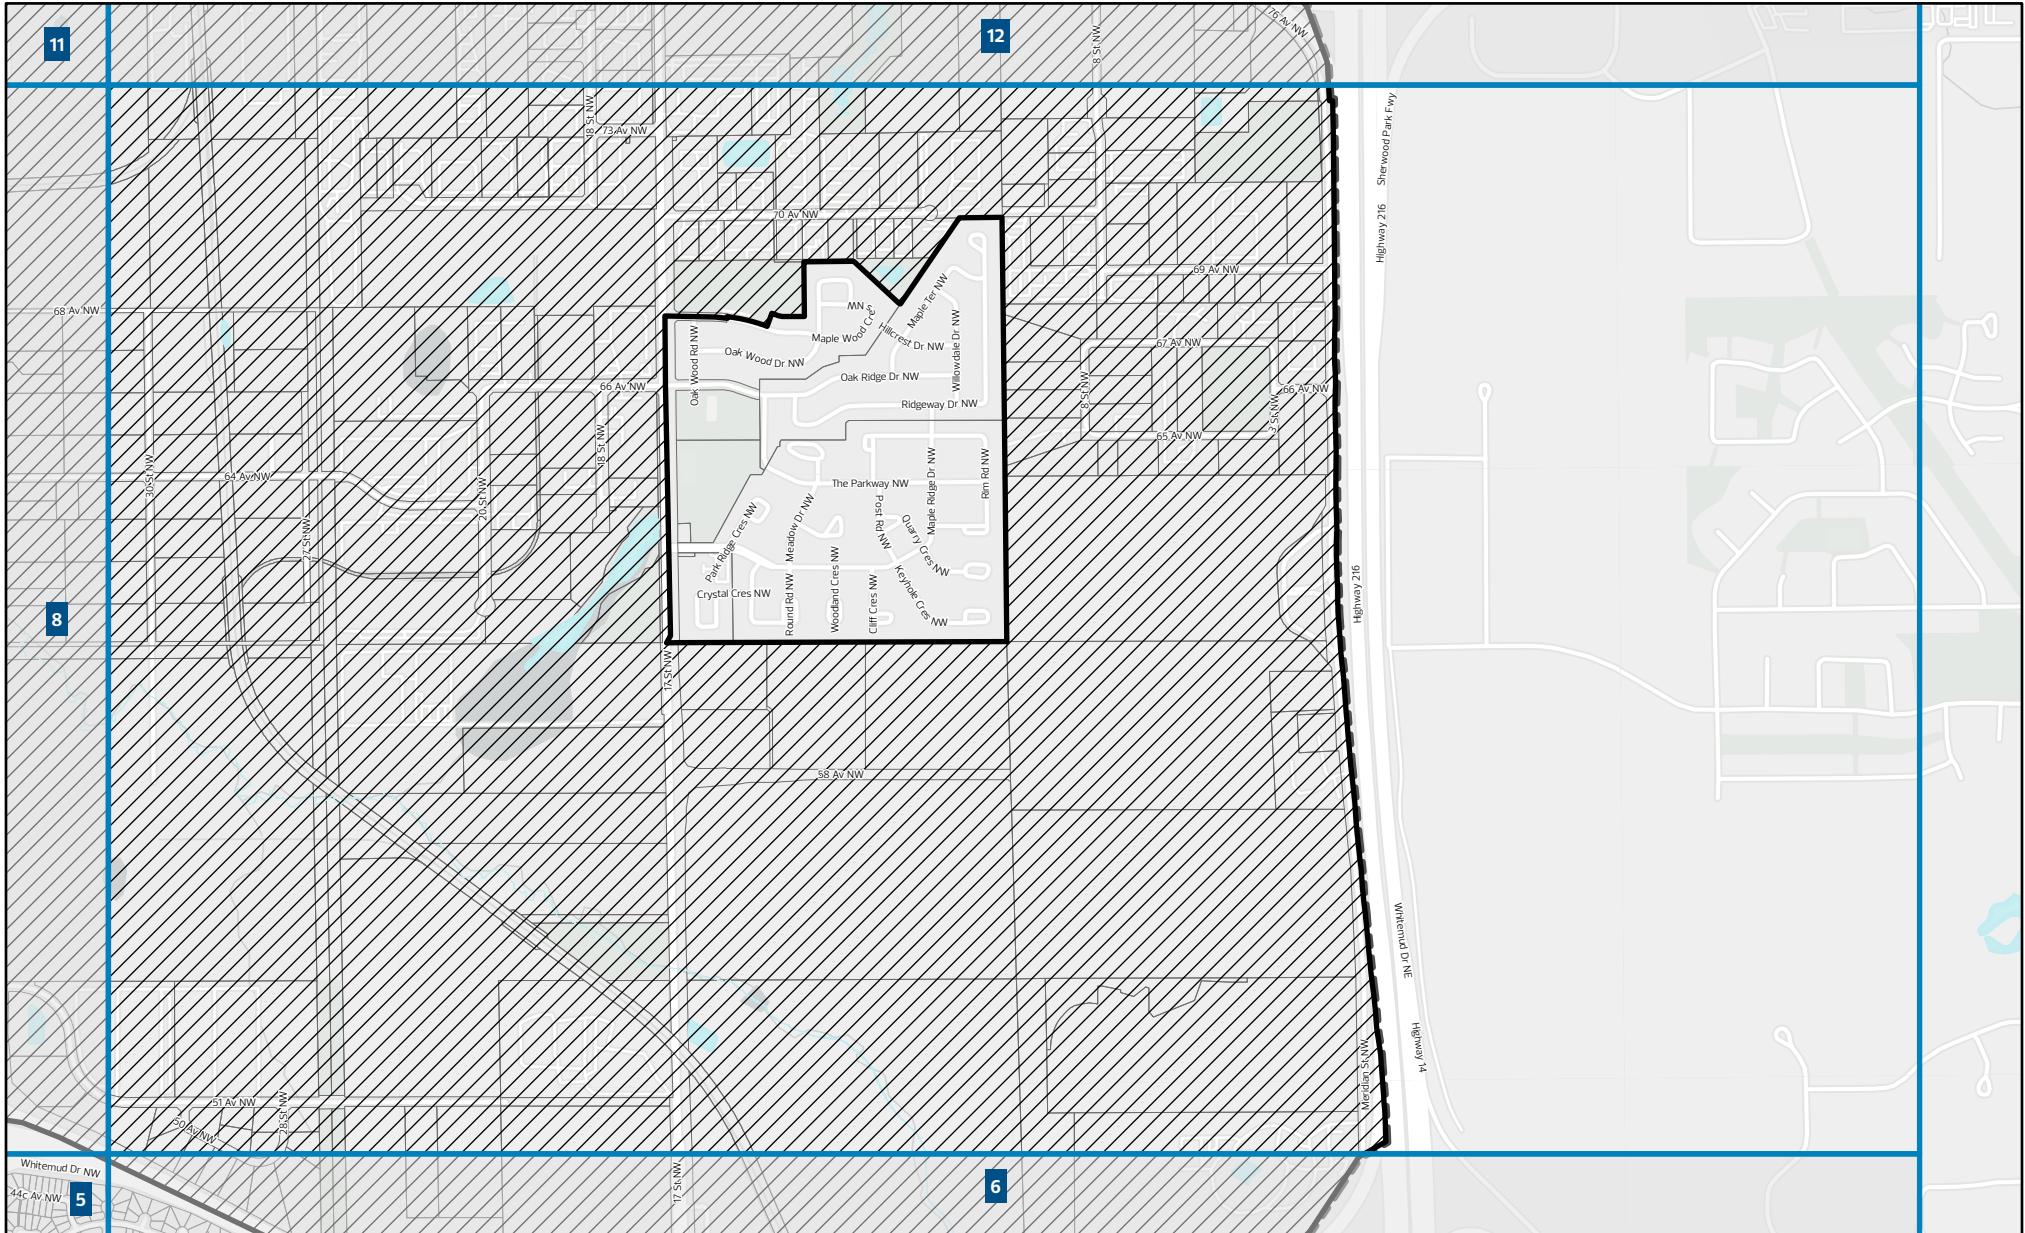 11
12
76 Av NW
8 St NW
18 St NW
73 Av NW
Sherwood Park Fwy
Highway 216
70 Av NW
69 Av NW
68 Av NW
Maple Wood Cres NW
Maple Ter NW
Hillcrest Dr NW
Willowdale Dr NW
67 Av NW
Oak Wood Rd NW
Oak Wood Dr NW
Oak Ridge Dr NW
66 Av NW
66 Av NW
8 St NW
3 St NW
Ridgeway Dr NW
65 Av NW
18 St NW
30 St NW
64 Av NW
20 St NW
27 St NW
The Parkway NW
Maple Ridge Dr NW
Rim Rd NW
Post Rd NW
Meadow Dr NW
Park Ridge Cres NW
Quarry Cres NW
Keyhole Cres NW
Crystal Cres NW
Round Rd NW
Woodland Cres NW
Cliff Cres NW
Highway 216
8
17 St NW
58 Av NW
Whitemud Dr NE
Highway 14
Meridian St NW
51 Av NW
50 Av NW
28 St NW
Whitemud Dr NW
44c Av NW
5
17 St NW
6